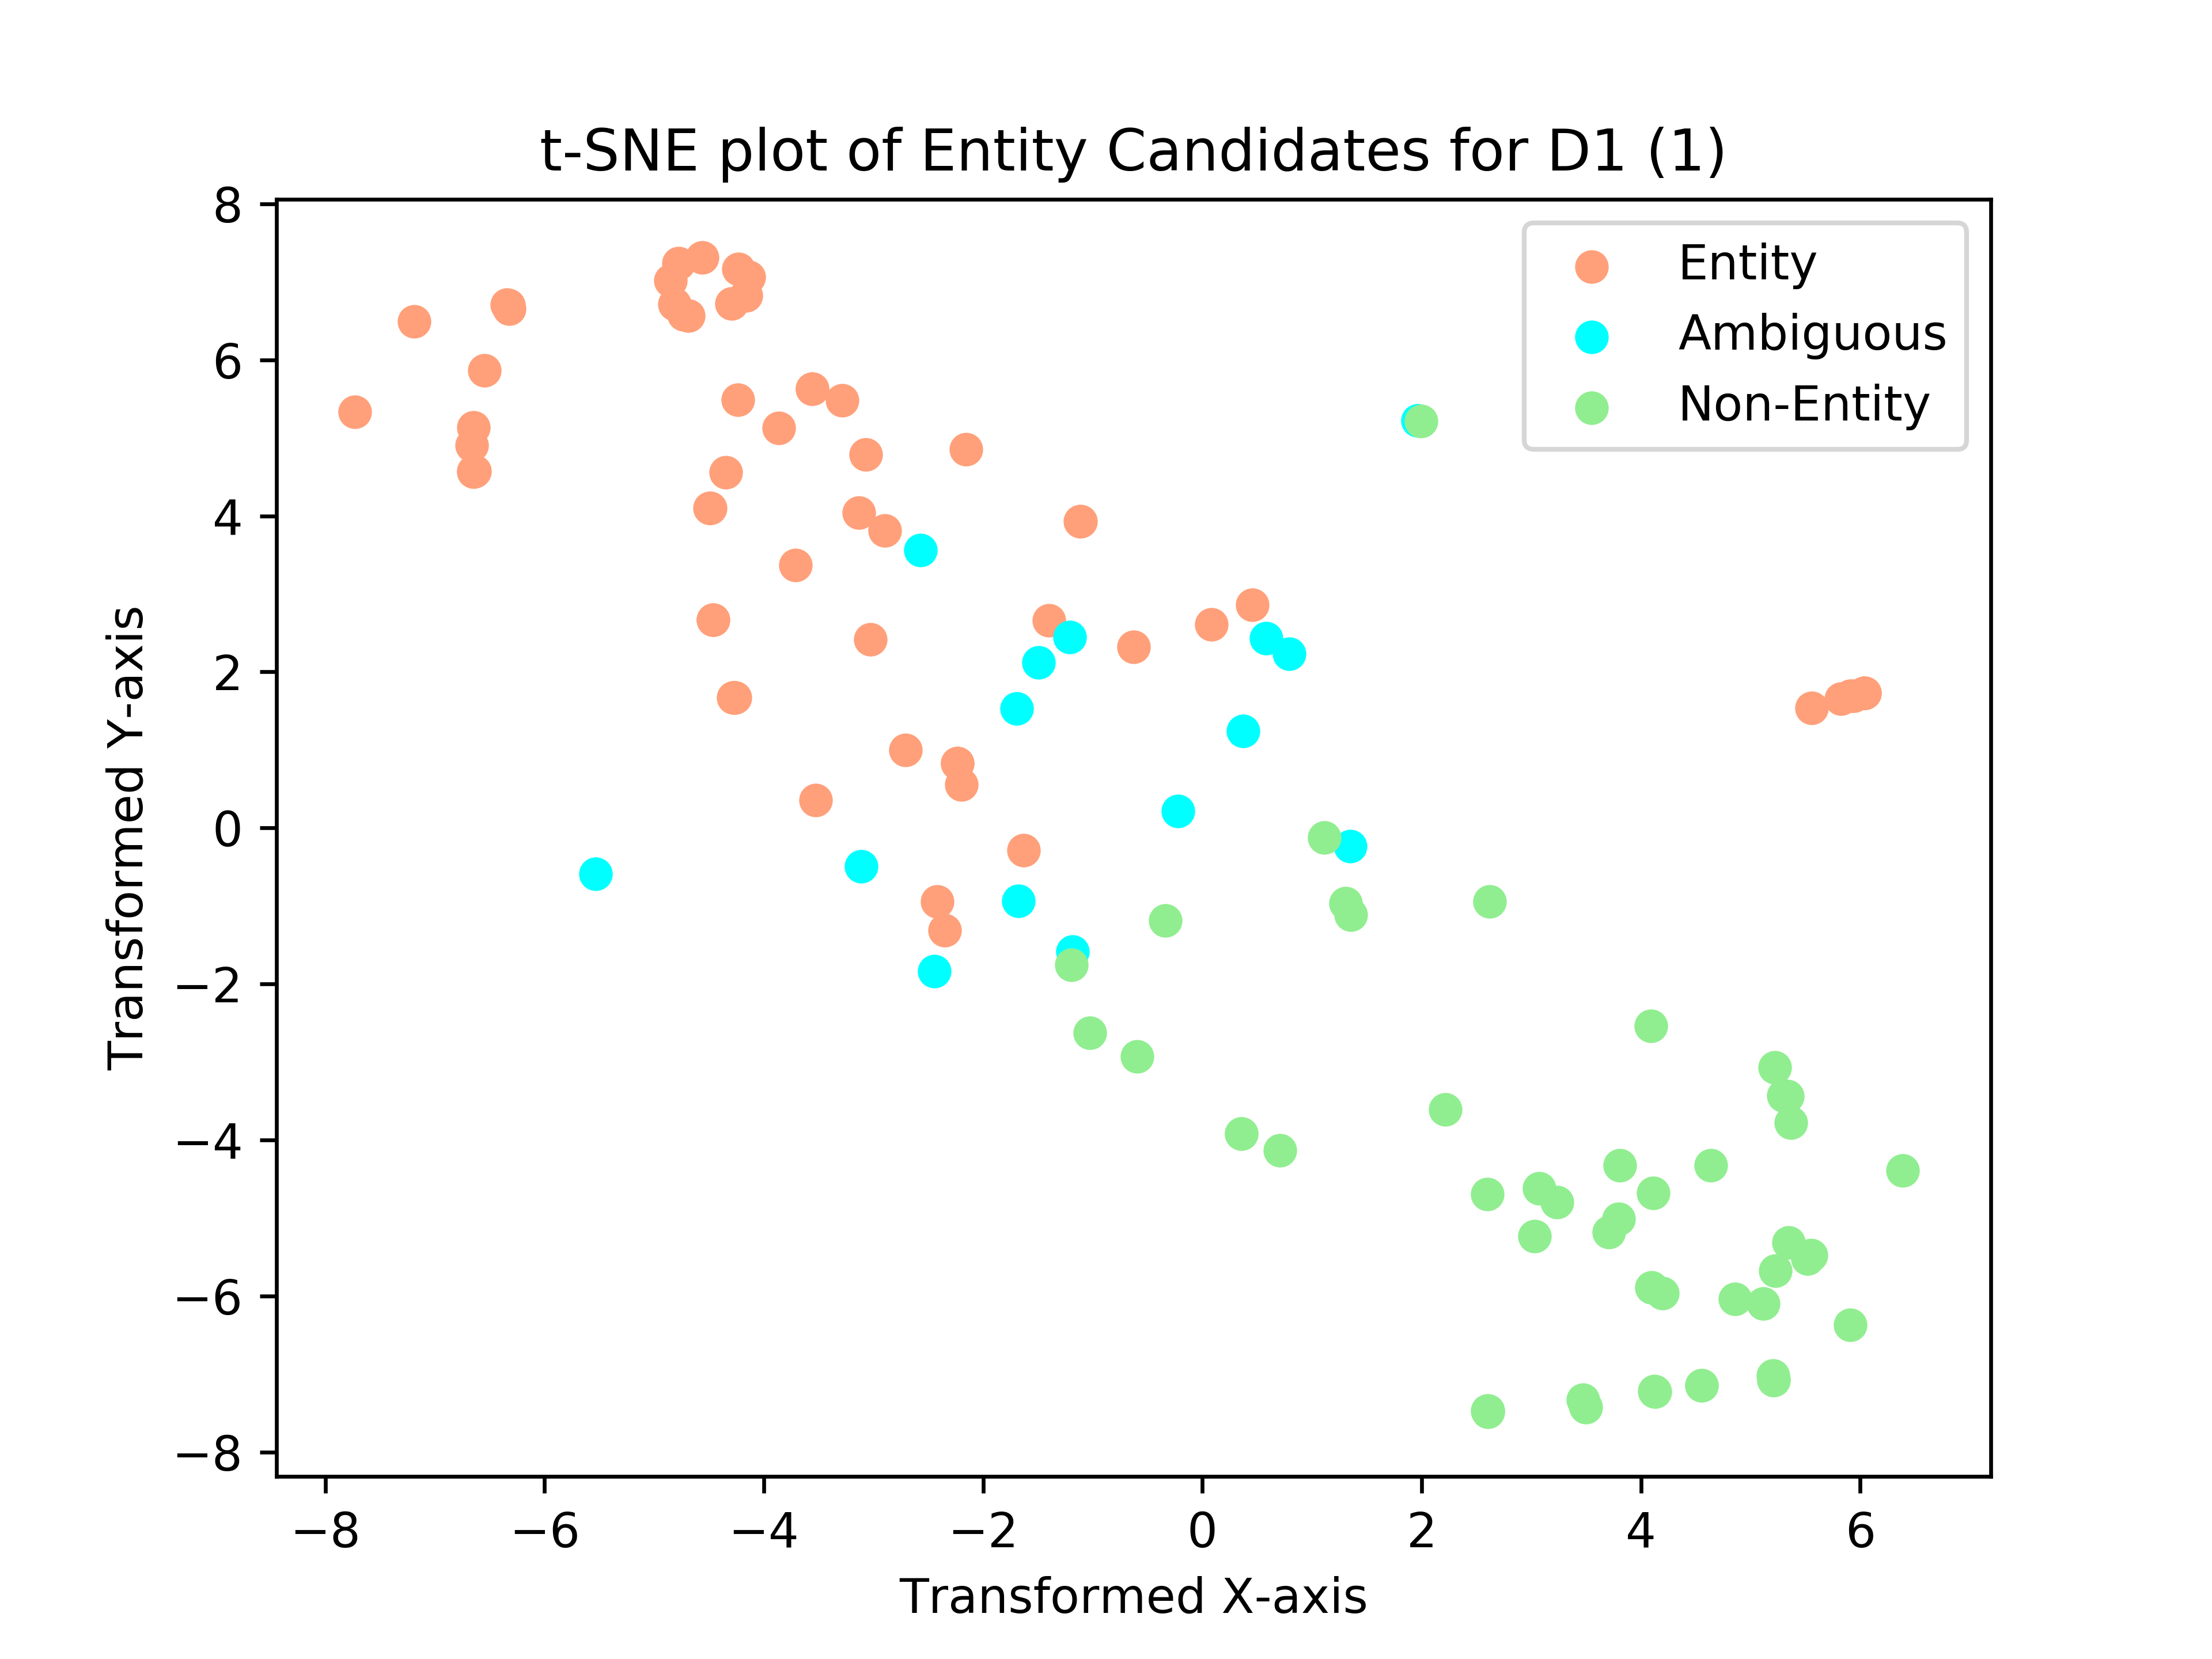 t-SNE plot of Entity Candidates for D1 (1)
Entity
Ambiguous
Non-Entity
Transformed Y-axis
8
6
4
2
0
−2
−4
−6
−8
−8 −6 −4 −2 0 2 4 6
Transformed X-axis